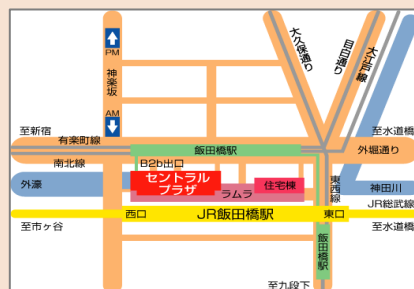 PM
神楽坂
AM
大久保通り
目白通り
大江戸線
至新宿
有楽町線
飯田橋駅
至水道橋
外堀通り
南北線
B2b出口
外濠
セントラル
プラザ
ラムラ
住宅棟
東西線
神田川
JR総武線
西口
JR飯田橋駅
東口
至市ヶ谷
至水道橋
飯田橋駅
至九段下